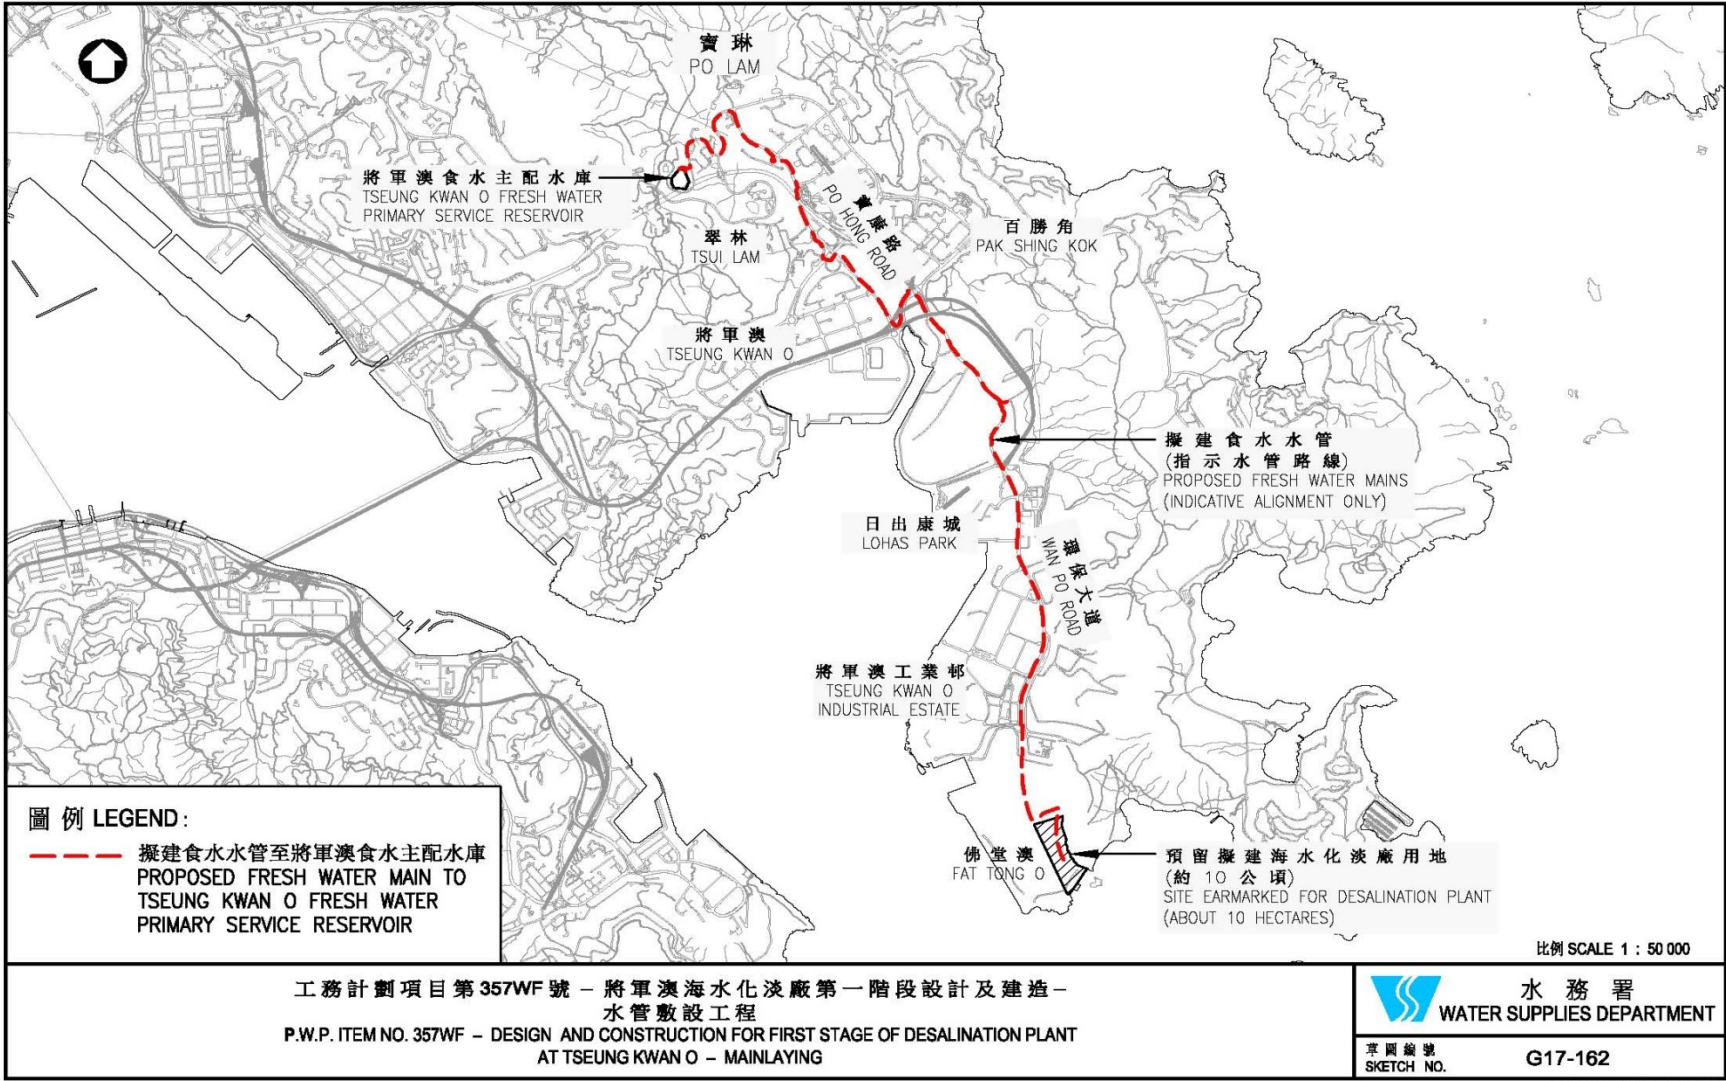 寶琳
PO LAM
將軍澳食水主配水庫
TSEUNG KWAN O FRESH WATER
PRIMARY SERVICE RESERVOIR
翠林
TSUI LAM
寶康路
PO HONG ROAD
百勝角
PAK SHING KOK
將軍澳
TSEUNG KWAN O
擬建食水水管
(指示水管路線)
PROPOSED FRESH WATER MAINS
(INDICATIVE ALIGNMENT ONLY)
日出康城
LOHAS PARK
環保大道
WAN PO ROAD
將軍澳工業邨
TSEUNG KWAN O
INDUSTRIAL ESTATE
佛堂澳
FAT TONG O
預留擬建海水化淡廠用地
(約 10 公頃)
SITE EARMARKED FOR DESALINATION PLANT
(ABOUT 10 HECTARES)
圖例 LEGEND:
擬建食水水管至將軍澳食水主配水庫
PROPOSED FRESH WATER MAIN TO
TSEUNG KWAN O FRESH WATER
PRIMARY SERVICE RESERVOIR
比例 SCALE 1 : 50 000
工務計劃項目第 357WF 號 – 將軍澳海水化淡廠第一階段設計及建造 –
水管敷設工程
P.W.P. ITEM NO. 357WF – DESIGN AND CONSTRUCTION FOR FIRST STAGE OF DESALINATION PLANT
AT TSEUNG KWAN O – MAINLAYING
水務署
WATER SUPPLIES DEPARTMENT
草圖編號
SKETCH NO.
G17-162